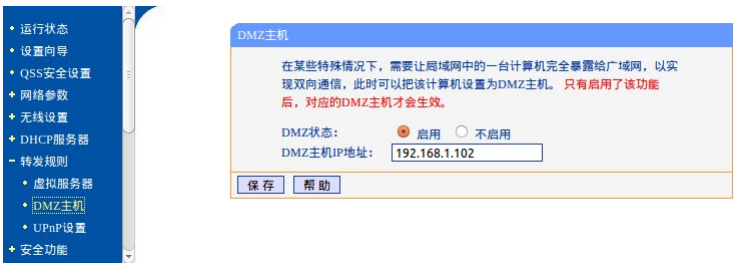 运行状态
设置向导
QSS安全设置
网络参数
无线设置
DHCP服务器
转发规则
虚拟服务器
DMZ主机
UPnP设置
安全功能
DMZ主机
在某些特殊情况下，需要让局域网中的一台计算机完全暴露给广域网，以实
现双向通信，此时可以把该计算机设置为DMZ主机。 只有启用了该功能
后，对应的DMZ主机才会生效。
DMZ状态： 启用 不启用
DMZ主机IP地址： 192.168.1.102
保存 帮助